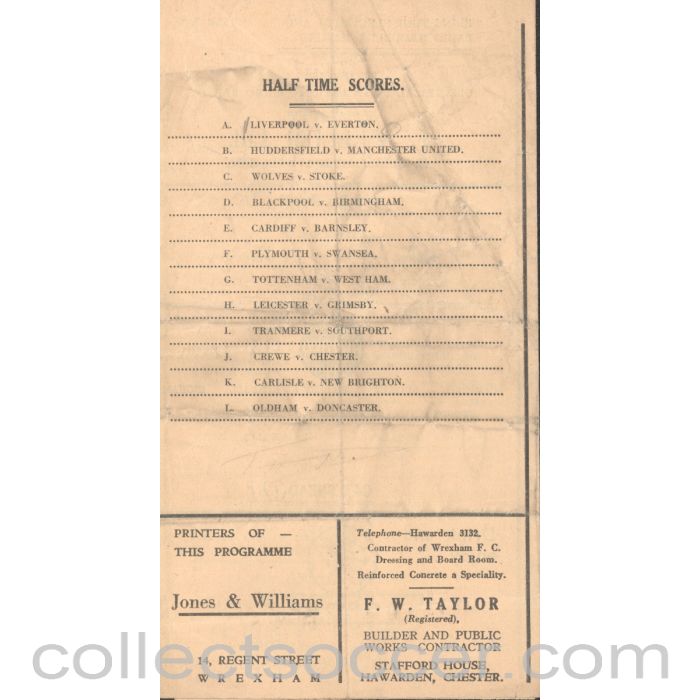 HALF TIME SCORES.
A. LIVERPOOL v. EVERTON.
B. HUDDERSFIELD v. MANCHESTER UNITED.
C. WOLVES v. STOKE.
D. BLACKPOOL v. BIRMINGHAM.
E. CARDIFF v. BARNSLEY.
F. PLYMOUTH v. SWANSEA.
G. TOTTENHAM v. WEST HAM.
H. LEICESTER v. GRIMSBY.
I. TRANMERE v. SOUTHPORT.
J. CREWE v. CHESTER.
K. CARLISLE v. NEW BRIGHTON.
L. OLDHAM v. DONCASTER.
PRINTERS OF —
THIS PROGRAMME
Jones & Williams
14, REGENT STREET
WREXHAM
Telephone—Hawarden 3132.
Contractor of Wrexham F. C.
Dressing and Board Room.
Reinforced Concrete a Speciality.
F. W. TAYLOR
(Registered),
BUILDER AND PUBLIC
WORKS CONTRACTOR
STAFFORD HOUSE,
HAWARDEN, CHESTER.
collectsoccer.com